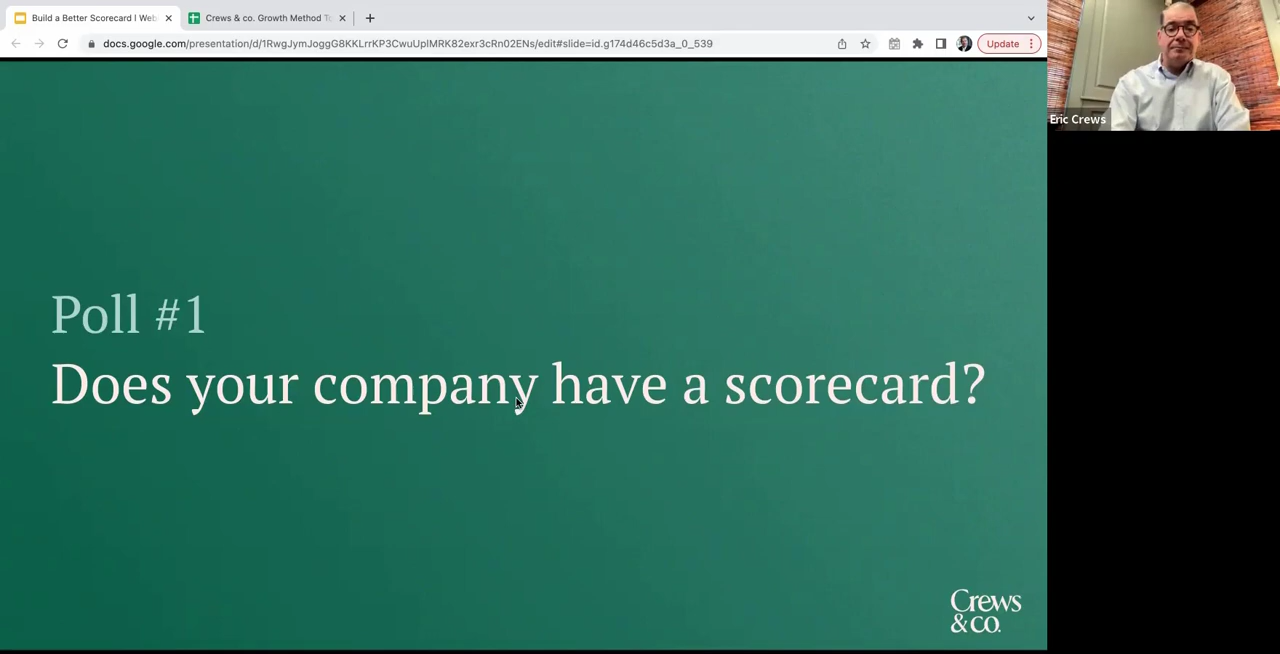 Build a Better Scorecard I Web
Crews & co. Growth Method T
docs.google.com/presentation/d/1RwgJymJoggG8KKLrrKP3CwuUplMRK82exr3cRn02ENs/edit#slide=id.g174d46c5d3a_0_539
Update
Eric Crews
Poll #1
Does your company have a scorecard?
Crews
& co.